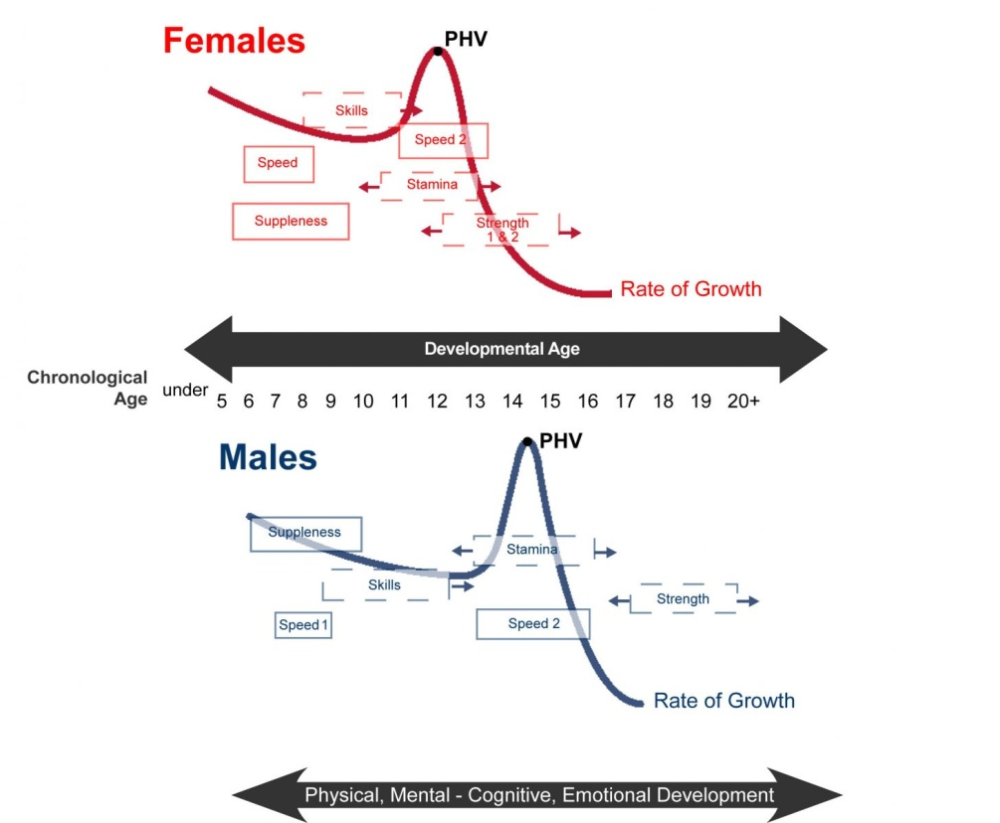 Females
PHV
Skills
Speed 2
Speed
Stamina
Suppleness
Strength
1 & 2
Rate of Growth
Developmental Age
Chronological
Age
under 5 6 7 8 9 10 11 12 13 14 15 16 17 18 19 20+
Males
PHV
Suppleness
Stamina
Skills
Strength
Speed 1
Speed 2
Rate of Growth
Physical, Mental - Cognitive, Emotional Development